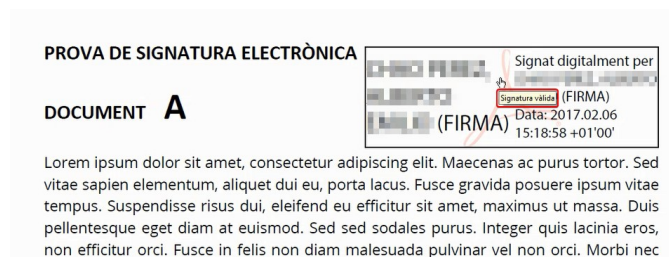 PROVA DE SIGNATURA ELECTRÒNICA
DOCUMENT A
(FIRMA)
Signat digitalment per
Signatura vàlida (FIRMA)
Data: 2017.02.06
15:18:58 +01'00'
Lorem ipsum dolor sit amet, consectetur adipiscing elit. Maecenas ac purus tortor. Sed
vitae sapien elementum, aliquet dui eu, porta lacus. Fusce gravida posuere ipsum vitae
tempus. Suspendisse risus dui, eleifend eu efficitur sit amet, maximus ut massa. Duis
pellentesque eget diam at euismod. Sed sed sodales purus. Integer quis lacinia eros,
non efficitur orci. Fusce in felis non diam malesuada pulvinar vel non orci. Morbi nec